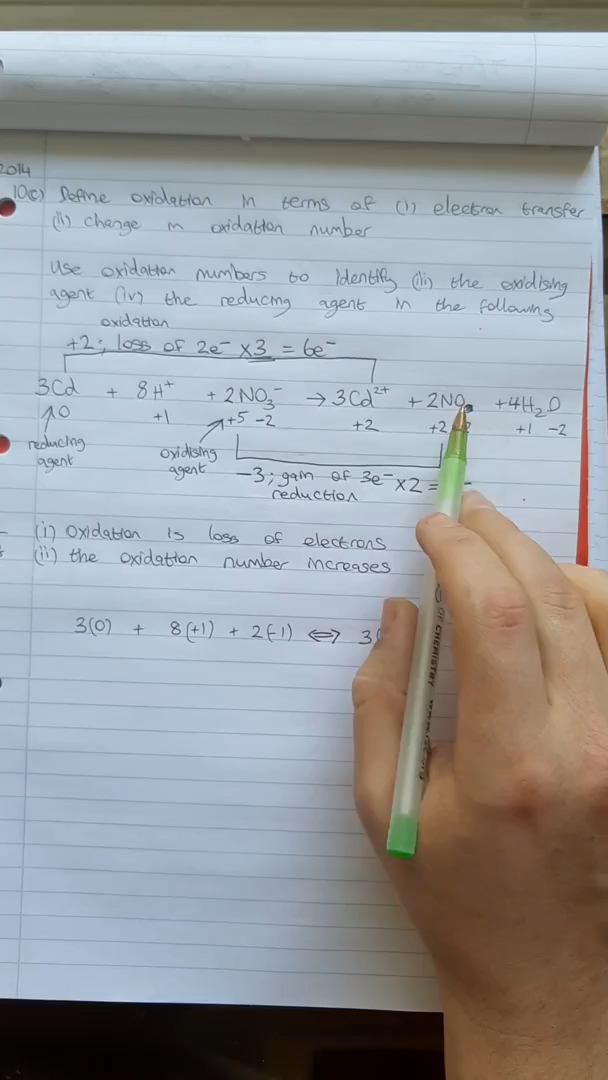 2014
10(c) Define oxidation in terms of (i) electron transfer
(ii) change in oxidation number
Use oxidation numbers to identify (iii) the oxidising
agent (iv) the reducing agent in the following
oxidation
+2; loss of 2e⁻ ×3 = 6e⁻
3Cd + 8H⁺ + 2NO₃⁻ → 3Cd²⁺ + 2NO + 4H₂O
0 +1 +5 -2 +2 +2 +1 -2
reducing agent
oxidising agent
-3; gain of 3e⁻ ×2 =
reduction
(i) Oxidation is loss of electrons
(ii) the oxidation number increases
3(0) + 8(+1) + 2(-1) ⇔ 3(
OF CHEMISTRY